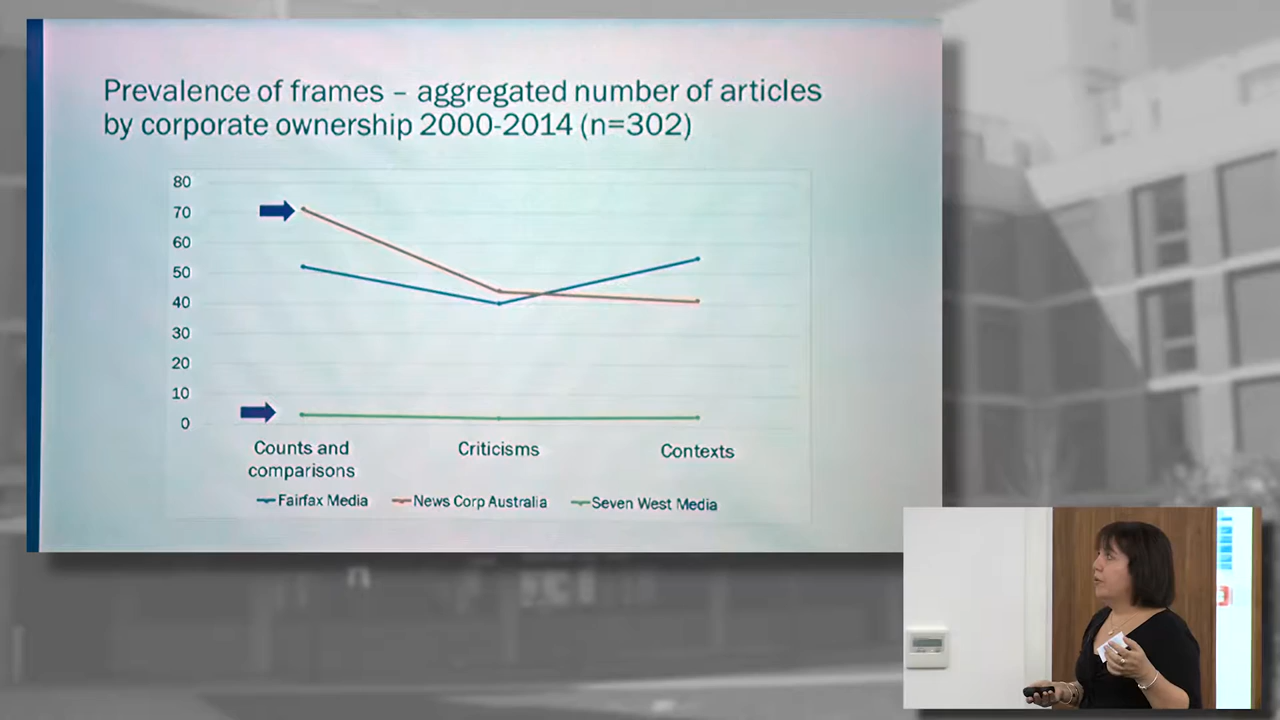 Prevalence of frames – aggregated number of articles
by corporate ownership 2000-2014 (n=302)
80
70
60
50
40
30
20
10
0
Counts and
comparisons
Criticisms
Contexts
Fairfax Media
News Corp Australia
Seven West Media